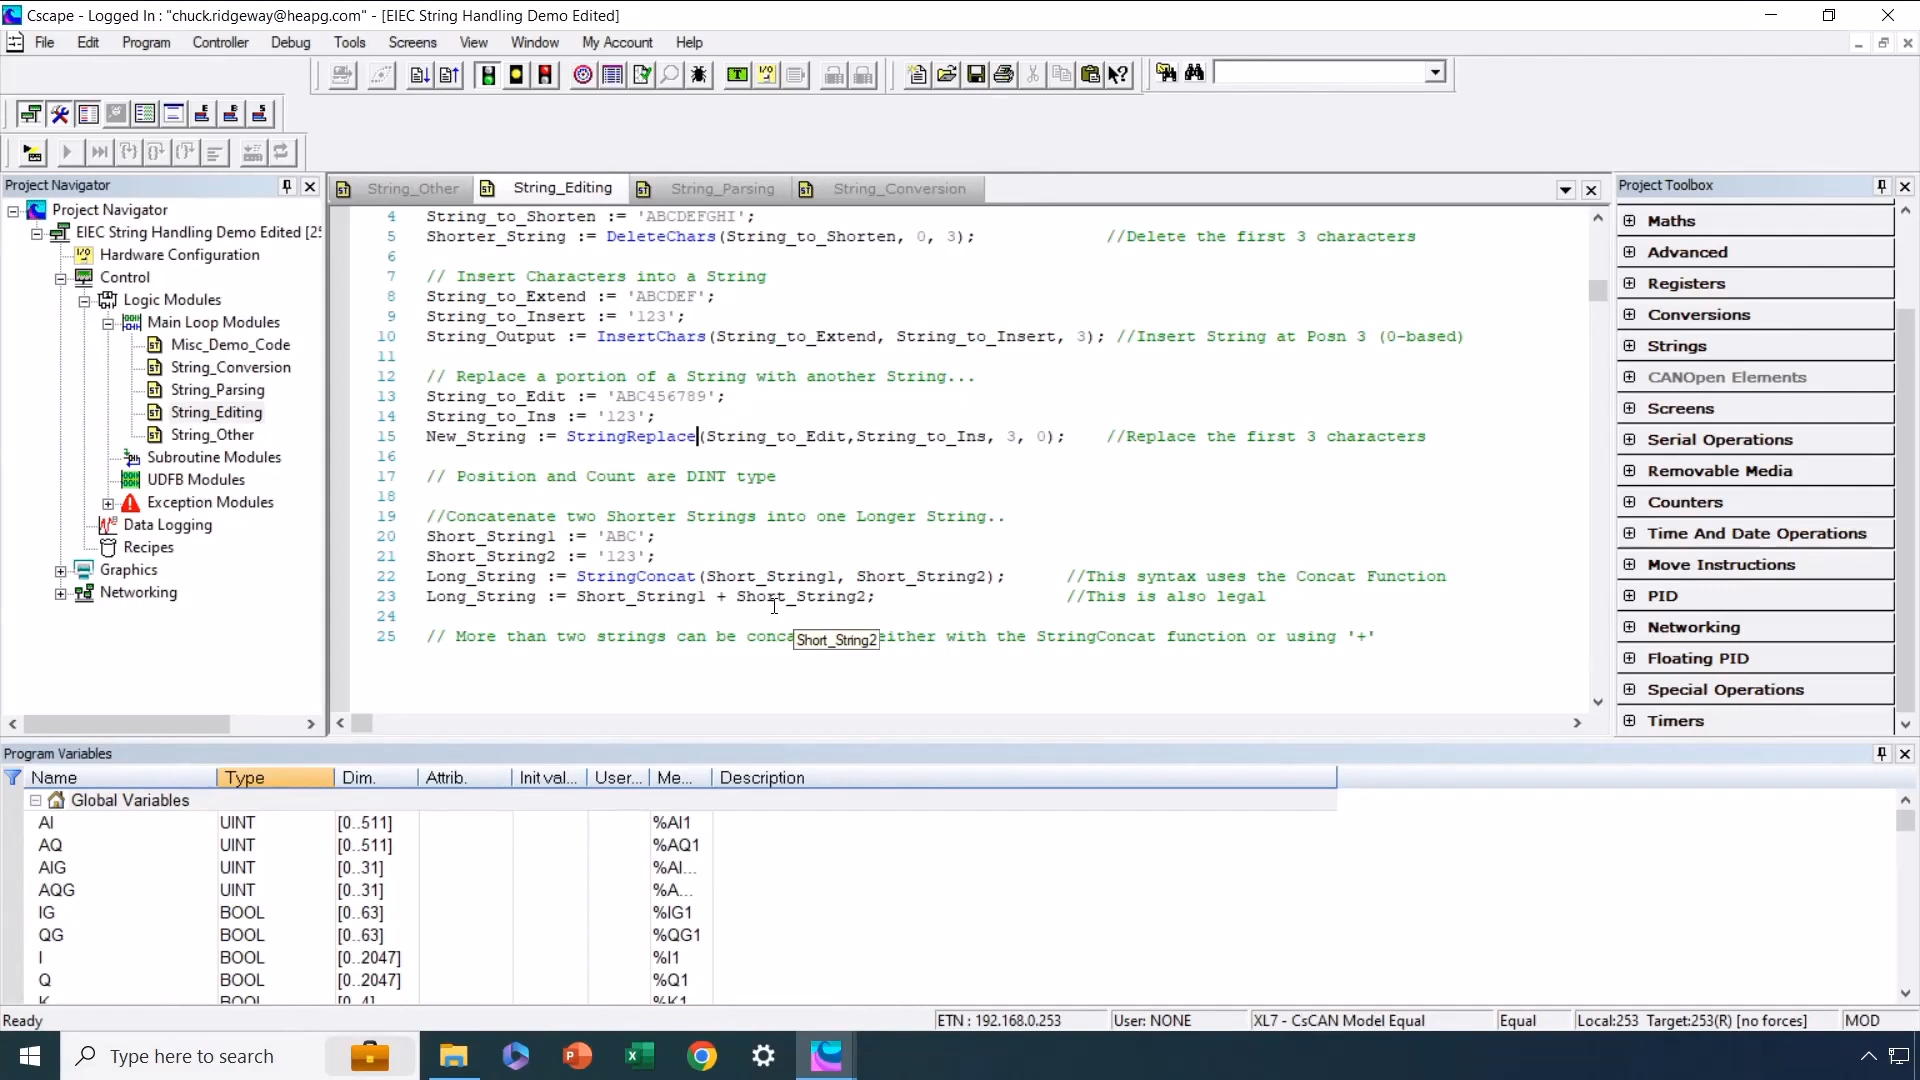 Cscape - Logged In : "chuck.ridgeway@heapg.com" - [EIEC String Handling Demo Edited]
File Edit Program Controller Debug Tools Screens View Window My Account Help
Project Navigator
Project Navigator
EIEC String Handling Demo Edited [25
Hardware Configuration
Control
Logic Modules
Main Loop Modules
Misc_Demo_Code
String_Conversion
String_Parsing
String_Editing
String_Other
Subroutine Modules
UDFB Modules
Exception Modules
Data Logging
Recipes
Graphics
Networking
String_Other String_Editing String_Parsing String_Conversion
4 String_to_Shorten := 'ABCDEFGHI';
5 Shorter_String := DeleteChars(String_to_Shorten, 0, 3); //Delete the first 3 characters
6
7 // Insert Characters into a String
8 String_to_Extend := 'ABCDEF';
9 String_to_Insert := '123';
10 String_Output := InsertChars(String_to_Extend, String_to_Insert, 3); //Insert String at Posn 3 (0-based)
11
12 // Replace a portion of a String with another String...
13 String_to_Edit := 'ABC456789';
14 String_to_Ins := '123';
15 New_String := StringReplace(String_to_Edit,String_to_Ins, 3, 0); //Replace the first 3 characters
16
17 // Position and Count are DINT type
18
19 //Concatenate two Shorter Strings into one Longer String..
20 Short_String1 := 'ABC';
21 Short_String2 := '123';
22 Long_String := StringConcat(Short_String1, Short_String2); //This syntax uses the Concat Function
23 Long_String := Short_String1 + Short_String2; //This is also legal
24
25 // More than two strings can be conca Short_String2 either with the StringConcat function or using '+'
Project Toolbox
Maths
Advanced
Registers
Conversions
Strings
CANOpen Elements
Screens
Serial Operations
Removable Media
Counters
Time And Date Operations
Move Instructions
PID
Networking
Floating PID
Special Operations
Timers
Program Variables
Name Type Dim. Attrib. Init val... User... Me... Description
Global Variables
AI UINT [0..511] %AI1
AQ UINT [0..511] %AQ1
AIG UINT [0..31] %AI...
AQG UINT [0..31] %A...
IG BOOL [0..63] %IG1
QG BOOL [0..63] %QG1
I BOOL [0..2047] %I1
Q BOOL [0..2047] %Q1
K BOOL [0..4] %K1
Ready ETN : 192.168.0.253 User: NONE XL7 - CsCAN Model Equal Equal Local:253 Target:253(R) [no forces] MOD
Type here to search